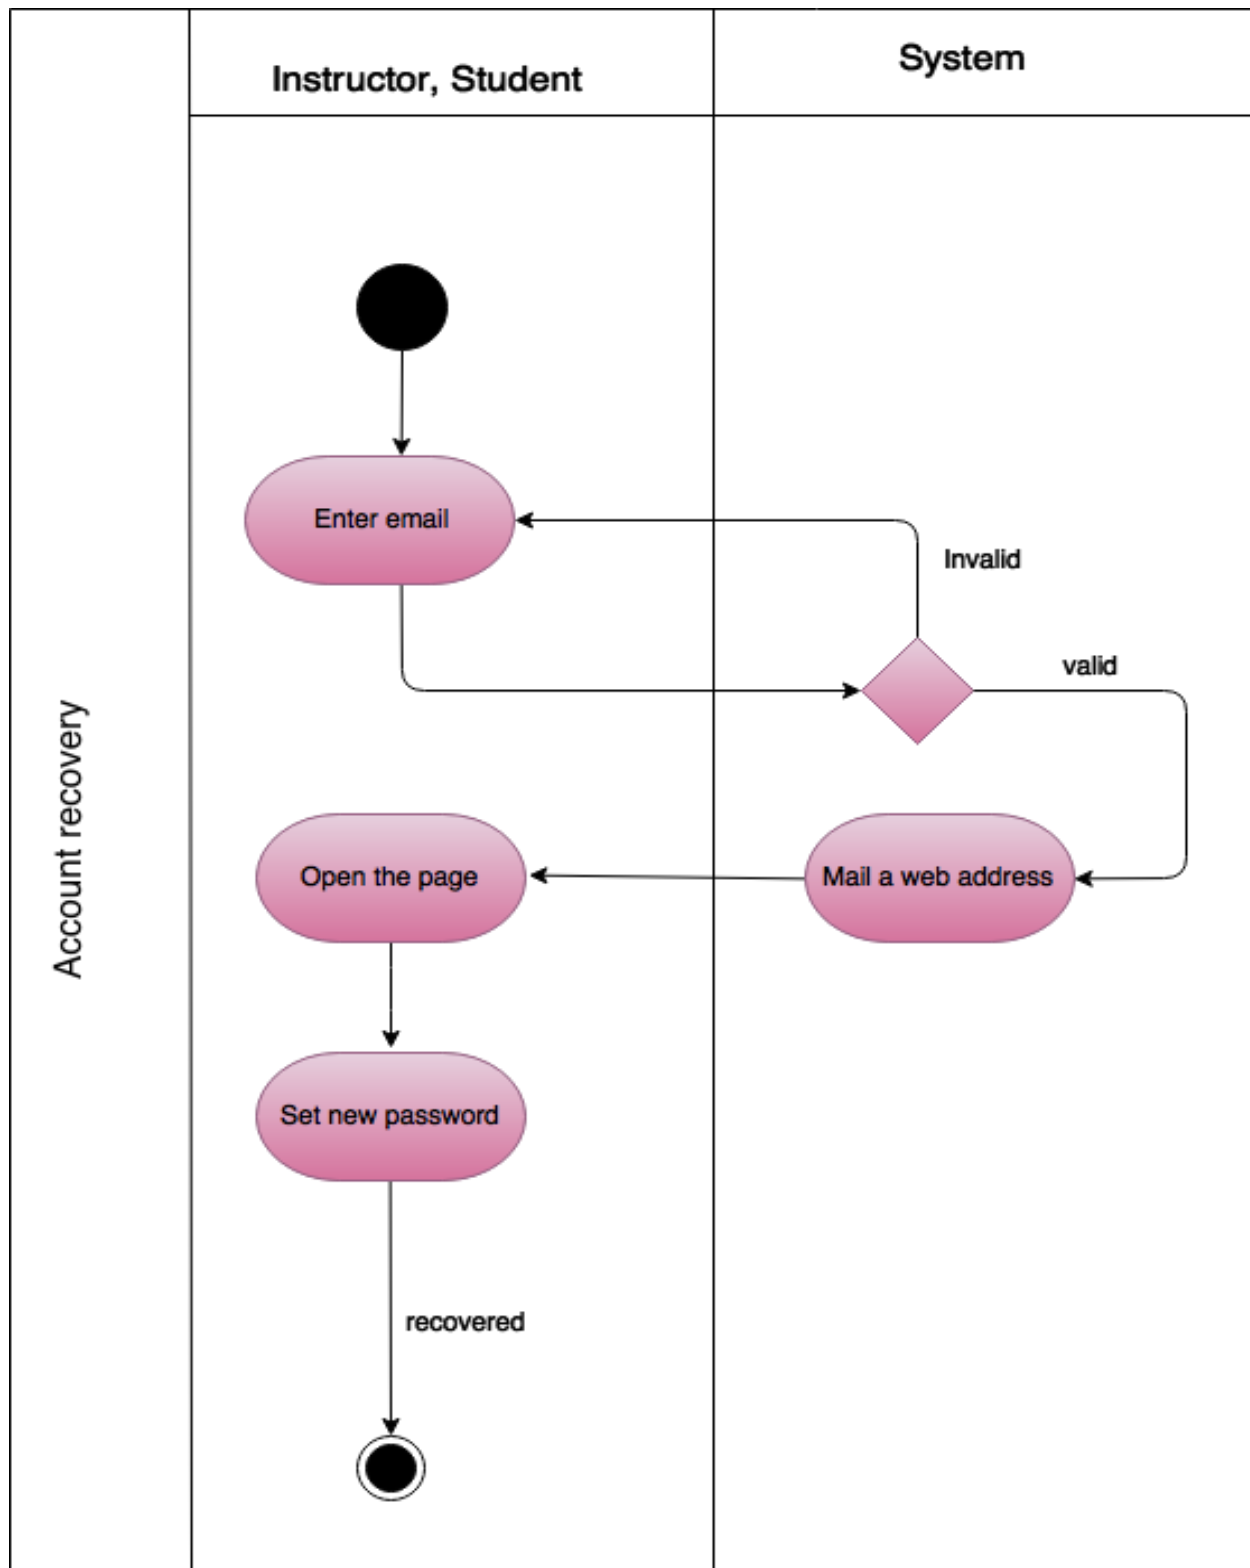 Instructor, Student
System
Enter email
Invalid
valid
Account recovery
Open the page
Mail a web address
Set new password
recovered